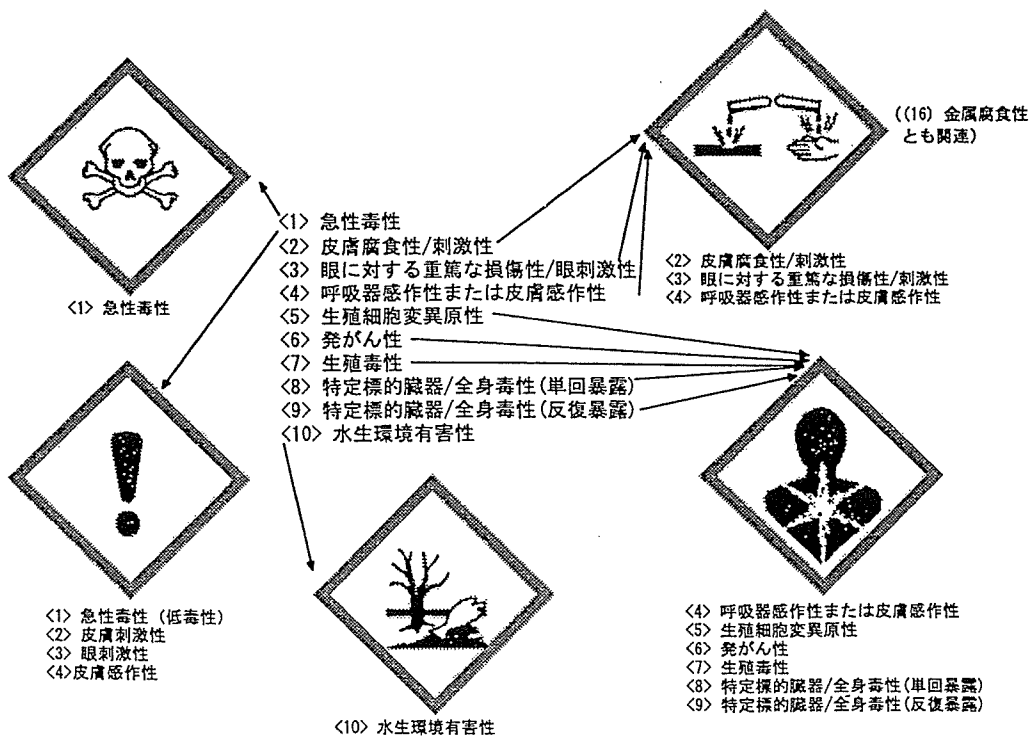 ((16) 金属腐食性
とも関連)
<1> 急性毒性
<2> 皮膚腐食性/刺激性
<3> 眼に対する重篤な損傷性/眼刺激性
<4> 呼吸器感作性または皮膚感作性
<5> 生殖細胞変異原性
<6> 発がん性
<7> 生殖毒性
<8> 特定標的臓器/全身毒性(単回暴露)
<9> 特定標的臓器/全身毒性(反復暴露)
<10> 水生環境有害性
<1> 急性毒性
<2> 皮膚腐食性/刺激性
<3> 眼に対する重篤な損傷性/刺激性
<4> 呼吸器感作性または皮膚感作性
<1> 急性毒性 (低毒性)
<2> 皮膚刺激性
<3> 眼刺激性
<4>皮膚感作性
<10> 水生環境有害性
<4> 呼吸器感作性または皮膚感作性
<5> 生殖細胞変異原性
<6> 発がん性
<7> 生殖毒性
<8> 特定標的臓器/全身毒性(単回暴露)
<9> 特定標的臓器/全身毒性(反復暴露)